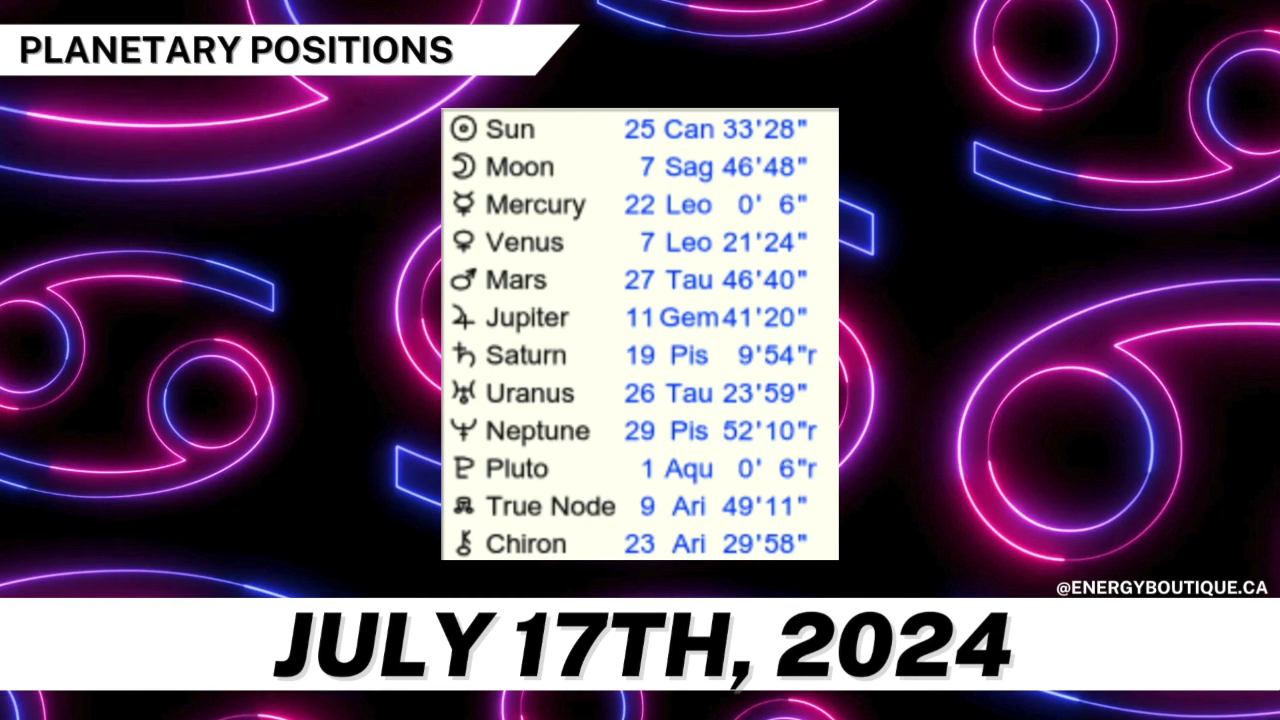 PLANETARY POSITIONS
Sun 25 Can 33'28"
Moon 7 Sag 46'48"
Mercury 22 Leo 0' 6"
Venus 7 Leo 21'24"
Mars 27 Tau 46'40"
Jupiter 11 Gem 41'20"
Saturn 19 Pis 9'54"r
Uranus 26 Tau 23'59"
Neptune 29 Pis 52'10"r
Pluto 1 Aqu 0' 6"r
True Node 9 Ari 49'11"
Chiron 23 Ari 29'58"
@ENERGYBOUTIQUE.CA
JULY 17TH, 2024